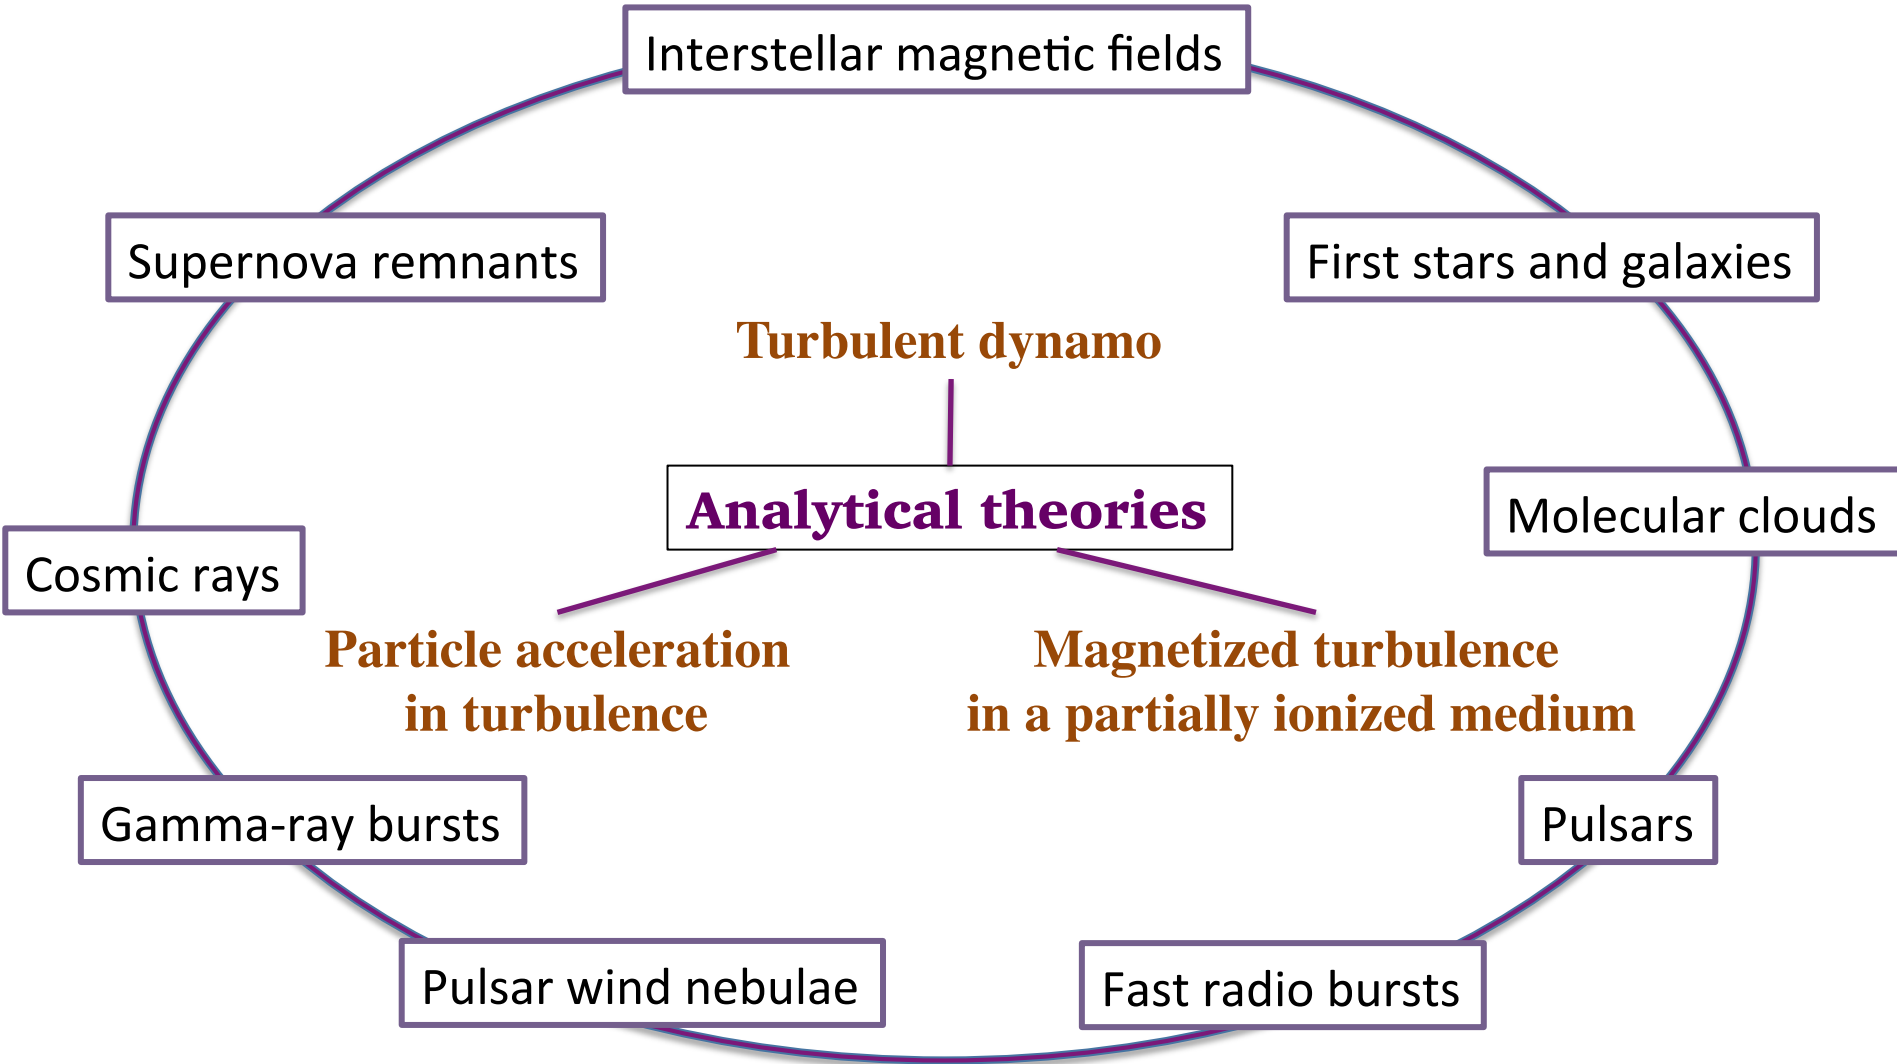 Interstellar magnetic fields
Supernova remnants
First stars and galaxies
Turbulent dynamo
Analytical theories
Molecular clouds
Cosmic rays
Particle acceleration
in turbulence
Magnetized turbulence
in a partially ionized medium
Gamma-ray bursts
Pulsars
Pulsar wind nebulae
Fast radio bursts